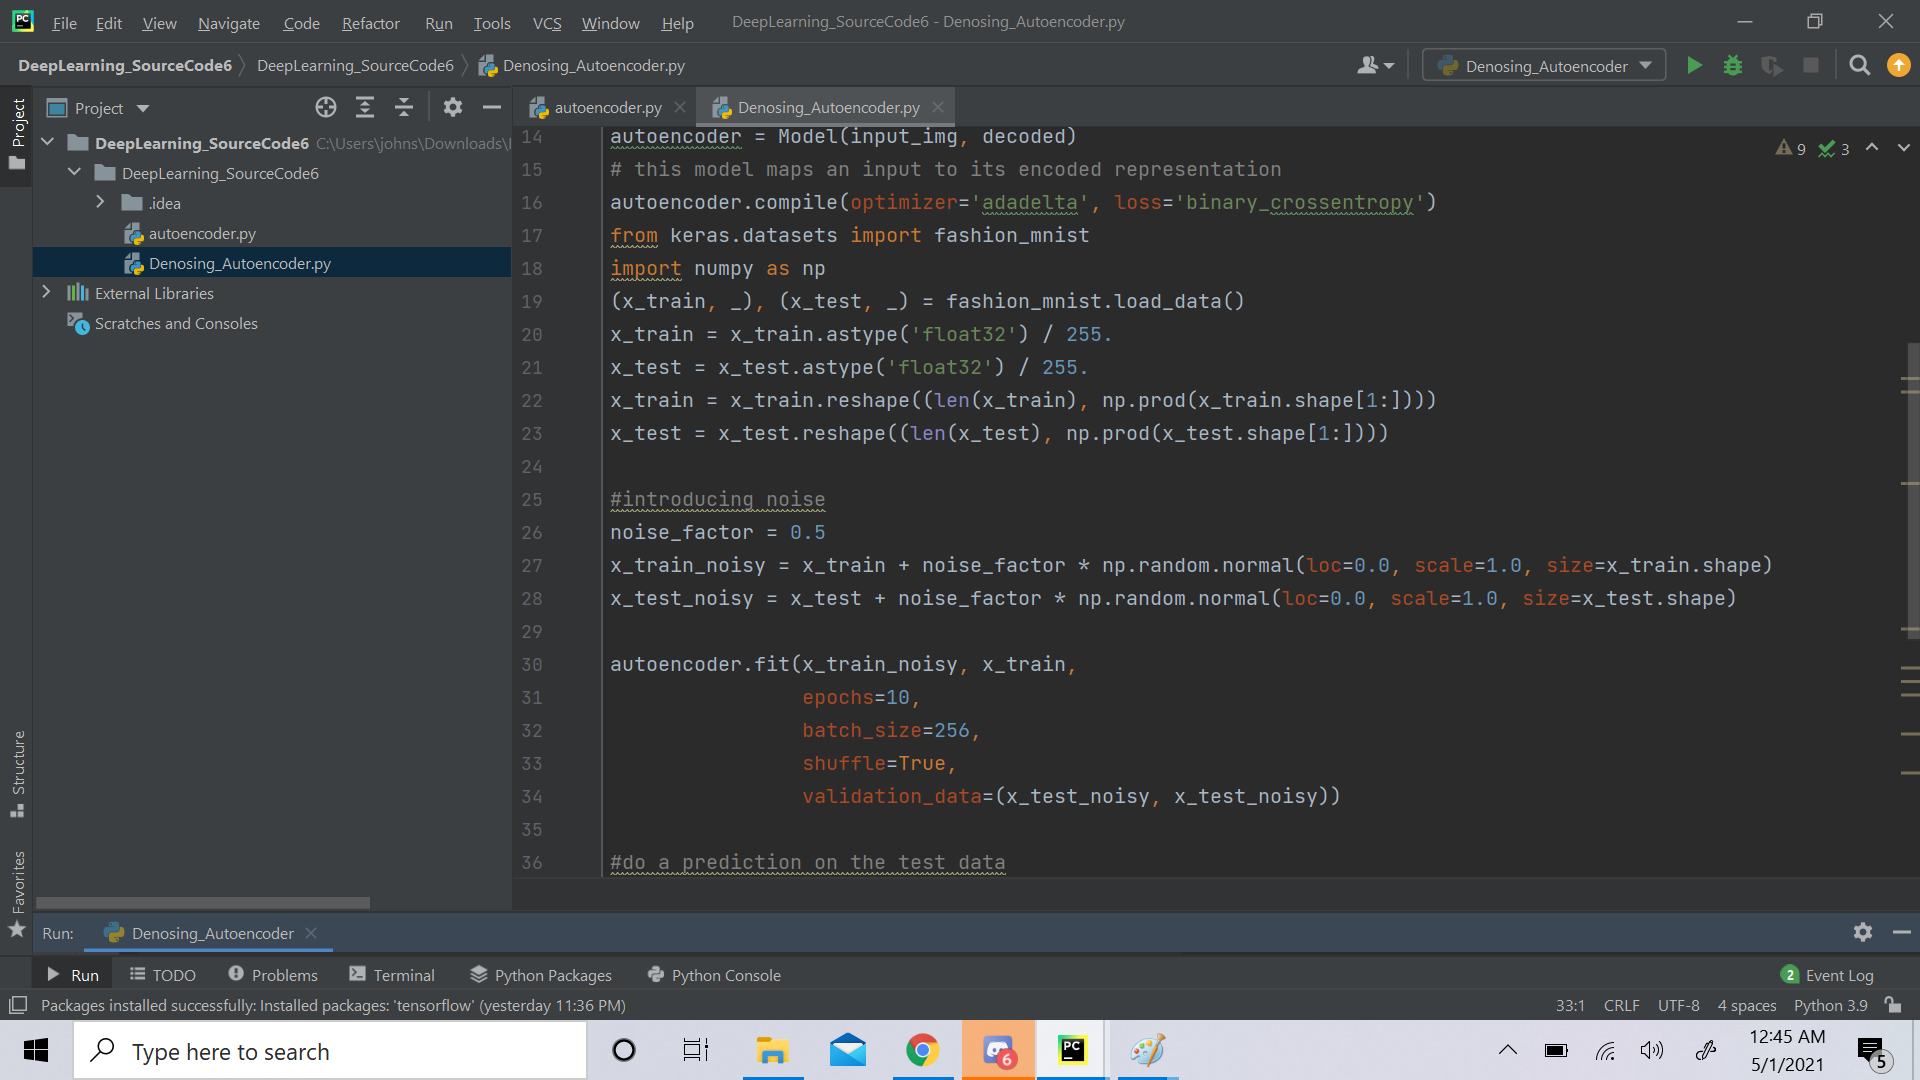 PC File Edit View Navigate Code Refactor Run Tools VCS Window Help DeepLearning_SourceCode6 - Denosing_Autoencoder.py
DeepLearning_SourceCode6 DeepLearning_SourceCode6 Denosing_Autoencoder.py Denosing_Autoencoder
Project
Project
DeepLearning_SourceCode6 C:\Users\johns\Downloads\
DeepLearning_SourceCode6
.idea
autoencoder.py
Denosing_Autoencoder.py
External Libraries
Scratches and Consoles
Structure
Favorites
autoencoder.py Denosing_Autoencoder.py
9 3
14 autoencoder = Model(input_img, decoded)
15 # this model maps an input to its encoded representation
16 autoencoder.compile(optimizer='adadelta', loss='binary_crossentropy')
17 from keras.datasets import fashion_mnist
18 import numpy as np
19 (x_train, _), (x_test, _) = fashion_mnist.load_data()
20 x_train = x_train.astype('float32') / 255.
21 x_test = x_test.astype('float32') / 255.
22 x_train = x_train.reshape((len(x_train), np.prod(x_train.shape[1:])))
23 x_test = x_test.reshape((len(x_test), np.prod(x_test.shape[1:])))
24
25 #introducing noise
26 noise_factor = 0.5
27 x_train_noisy = x_train + noise_factor * np.random.normal(loc=0.0, scale=1.0, size=x_train.shape)
28 x_test_noisy = x_test + noise_factor * np.random.normal(loc=0.0, scale=1.0, size=x_test.shape)
29
30 autoencoder.fit(x_train_noisy, x_train,
31 epochs=10,
32 batch_size=256,
33 shuffle=True,
34 validation_data=(x_test_noisy, x_test_noisy))
35
36 #do a prediction on the test data
Run: Denosing_Autoencoder
Run TODO Problems Terminal Python Packages Python Console 2 Event Log
Packages installed successfully: Installed packages: 'tensorflow' (yesterday 11:36 PM) 33:1 CRLF UTF-8 4 spaces Python 3.9
Type here to search 6 PC 12:45 AM
5/1/2021 5